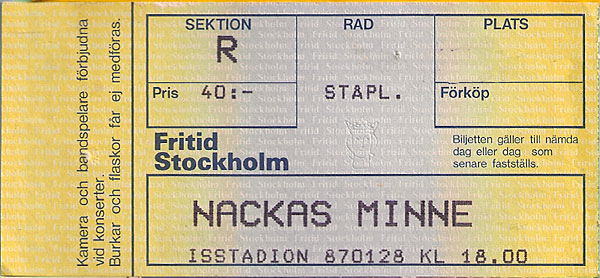 Kamera och bandspelare förbjudna
vid konserter.
Burkar och flaskor får ej medföras.
SEKTION
R
RAD
PLATS
Pris 40:-
STAPL.
Förköp
Fritid
Stockholm
Biljetten gäller till nämda
dag eller dag som
senare fastställs.
NACKAS MINNE
ISSTADION 870128 KL 18.00